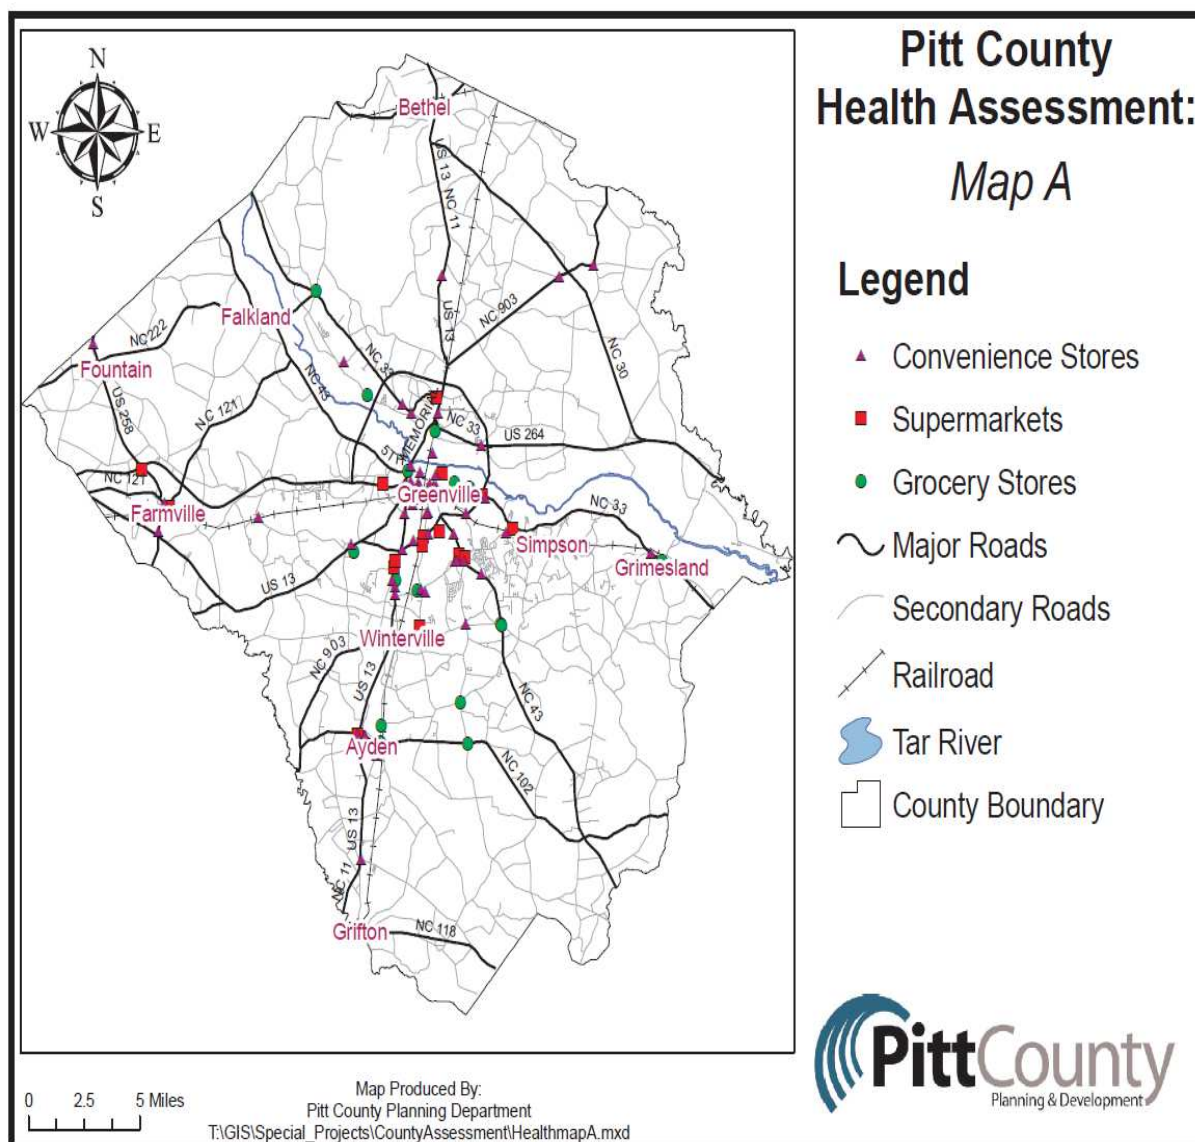 Pitt County
Health Assessment:
Map A
N
W
E
S
Bethel
US 13
NC 11
US 13
NC 903
NC 30
Falkland
NC 222
Fountain
US 258
NC 121
NC 43
NC 33
MEMORIAL
NC 33
US 264
NC 121
Farmville
Greenville
NC 33
Simpson
Grimesland
US 13
Winterville
NC 903
US 13
NC 43
Ayden
NC 102
US 13
NC 11
Grifton
NC 118
Legend
Convenience Stores
Supermarkets
Grocery Stores
Major Roads
Secondary Roads
Railroad
Tar River
County Boundary
PittCounty
Planning & Development
0 2.5 5 Miles
Map Produced By:
Pitt County Planning Department
T:\GIS\Special_Projects\CountyAssessment\HealthmapA.mxd